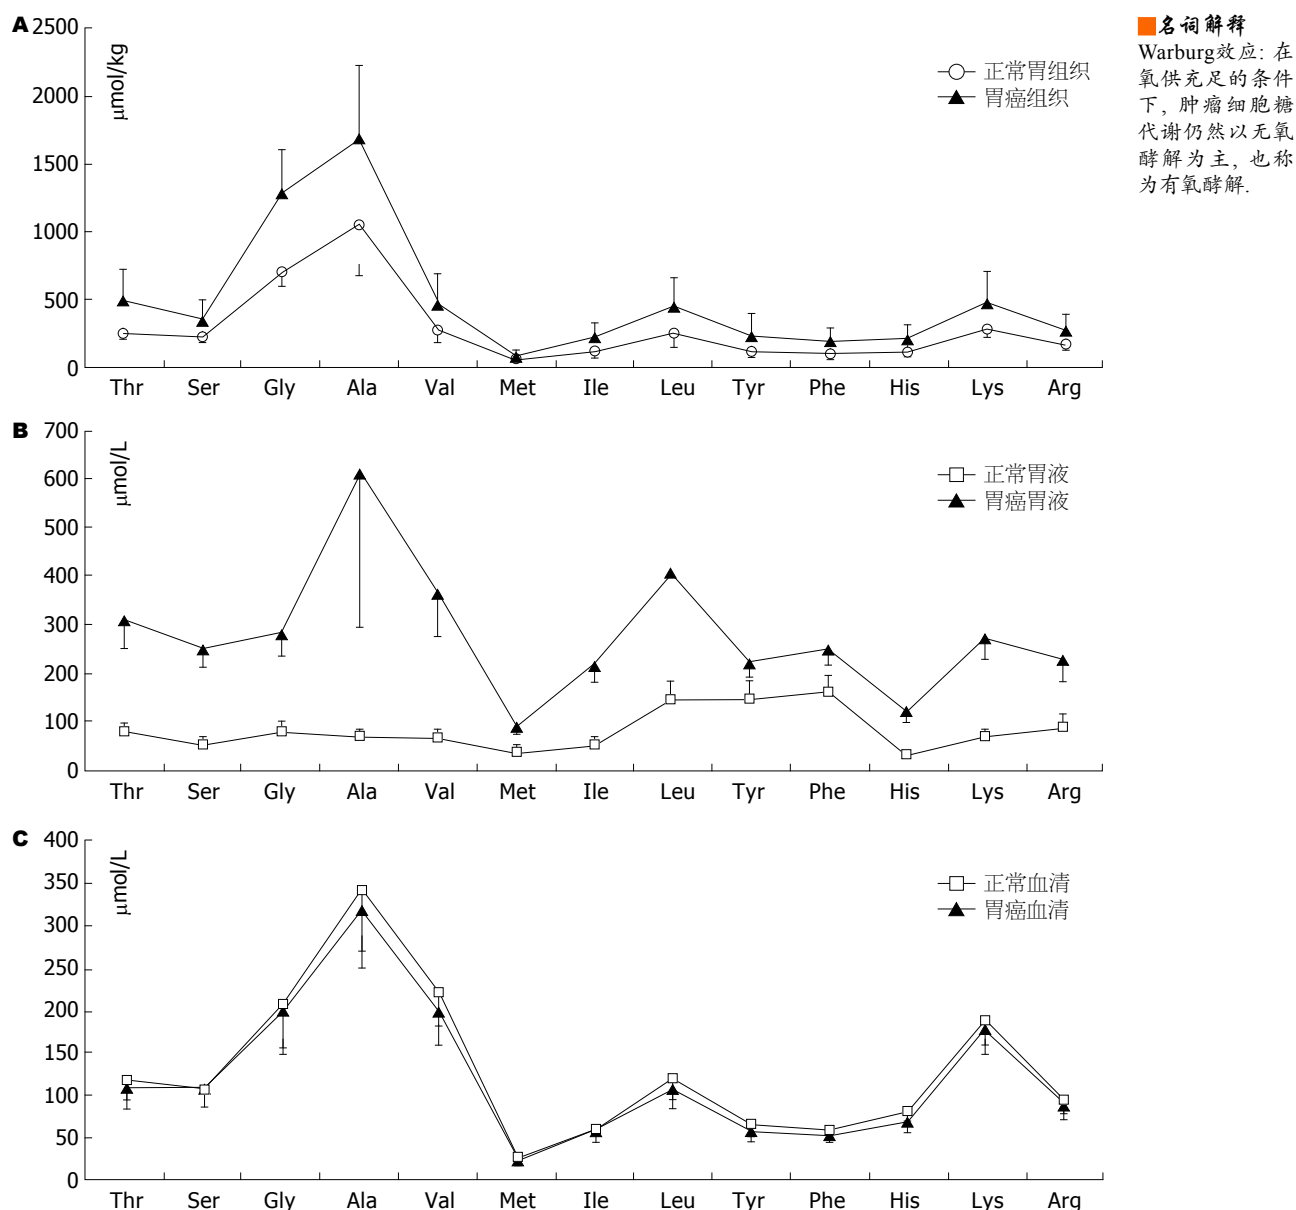 A
2500
2000
1500
1000
500
0
μmol/kg
正常胃组织
胃癌组织
Thr Ser Gly Ala Val Met Ile Leu Tyr Phe His Lys Arg
B
700
600
500
400
300
200
100
0
μmol/L
正常胃液
胃癌胃液
Thr Ser Gly Ala Val Met Ile Leu Tyr Phe His Lys Arg
C
400
350
300
250
200
150
100
50
0
μmol/L
正常血清
胃癌血清
Thr Ser Gly Ala Val Met Ile Leu Tyr Phe His Lys Arg
名词解释
Warburg效应: 在
氧供充足的条件
下, 肿瘤细胞糖
代谢仍然以无氧
酵解为主, 也称
为有氧酵解.